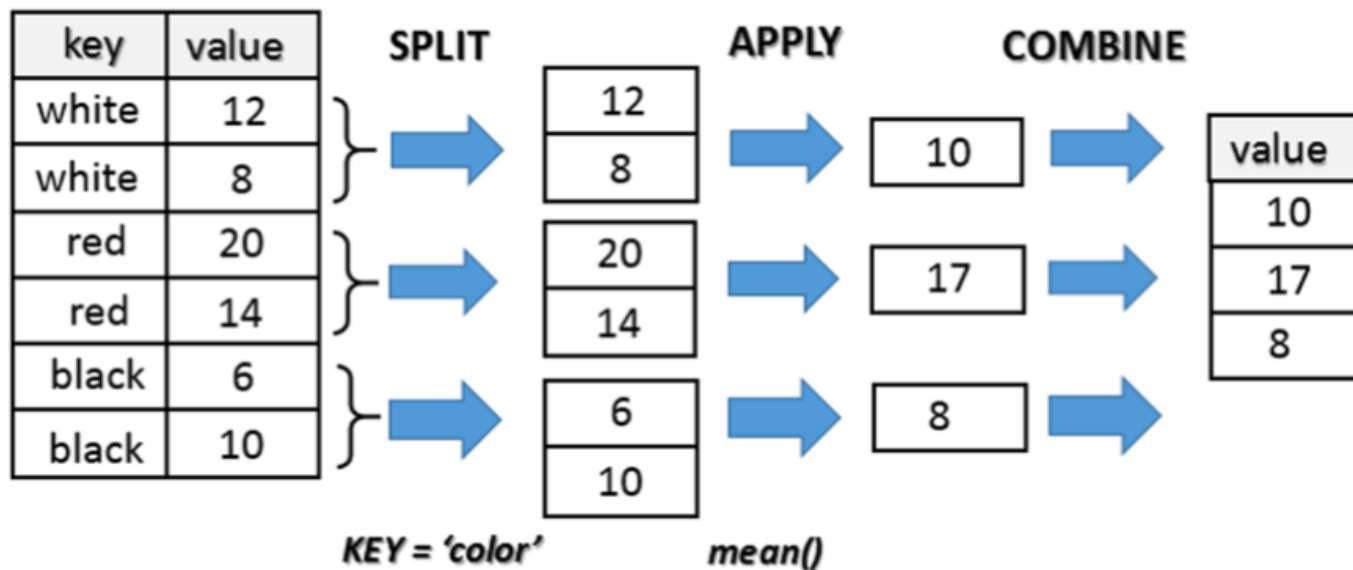 key value SPLIT APPLY COMBINE
white 12
white 8
red 20
red 14
black 6
black 10
12
8
20
14
6
10
10
17
8
value
10
17
8
KEY = ‘color’ mean()